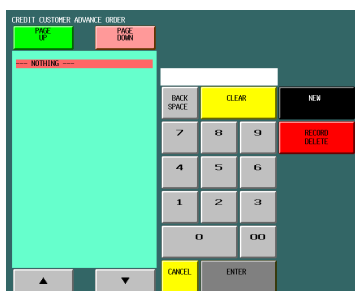 CREDIT CUSTOMER ADVANCE ORDER
PAGE UP
PAGE DOWN
--- NOTHING ---
BACK SPACE
CLEAR
NEW
7
8
9
RECORD DELETE
4
5
6
1
2
3
0
00
CANCEL
ENTER